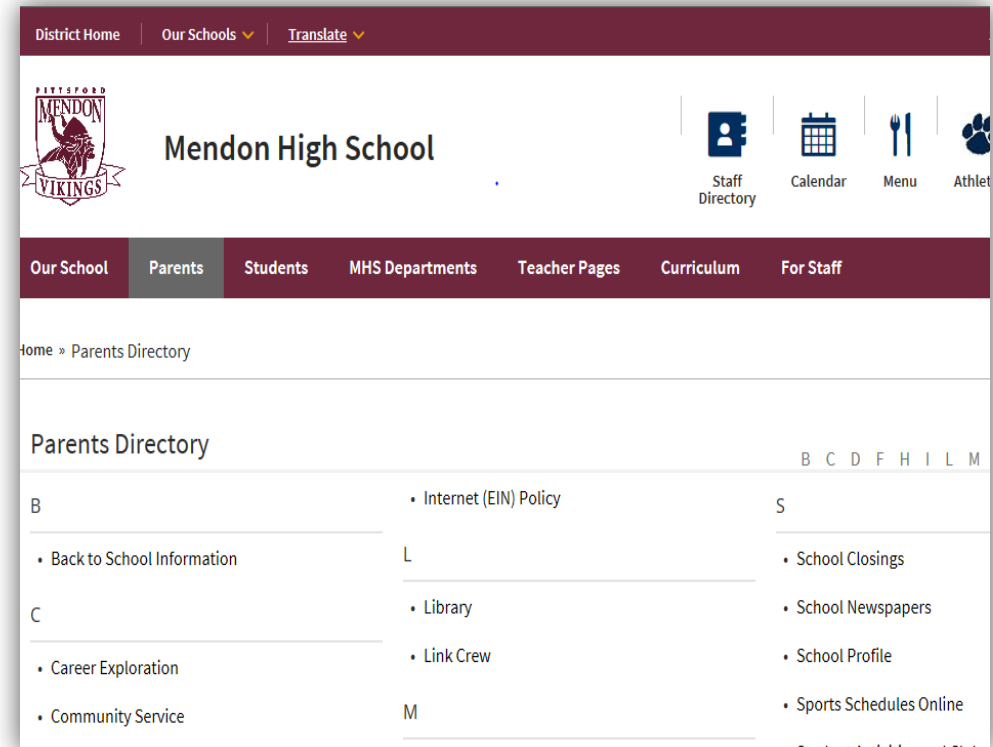 District Home Our Schools Translate
PITTSFORD
MENDON
VIKINGS
Mendon High School
Staff
Directory
Calendar
Menu
Athlet
Our School Parents Students MHS Departments Teacher Pages Curriculum For Staff
Home » Parents Directory
Parents Directory
B C D F H I L M
B
• Back to School Information
C
• Career Exploration
• Community Service
• Internet (EIN) Policy
L
• Library
• Link Crew
M
S
• School Closings
• School Newspapers
• School Profile
• Sports Schedules Online